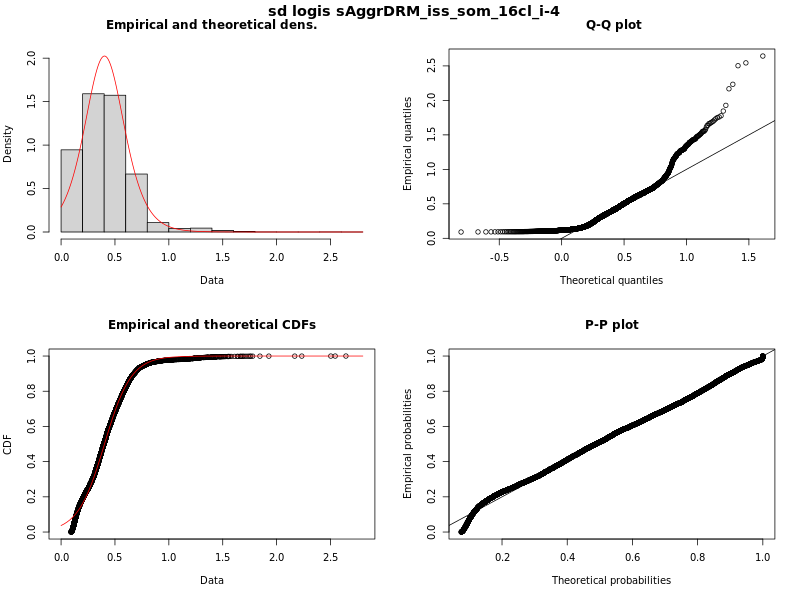 sd logis sAggrDRM_iss_som_16cl_i-4
Empirical and theoretical dens.
Density
0.0 0.5 1.0 1.5 2.0
0.0 0.5 1.0 1.5 2.0 2.5
Data
Q-Q plot
Empirical quantiles
0.0 0.5 1.0 1.5 2.0 2.5
-0.5 0.0 0.5 1.0 1.5
Theoretical quantiles
Empirical and theoretical CDFs
CDF
0.0 0.2 0.4 0.6 0.8 1.0
0.0 0.5 1.0 1.5 2.0 2.5
Data
P-P plot
Empirical probabilities
0.0 0.2 0.4 0.6 0.8 1.0
0.2 0.4 0.6 0.8 1.0
Theoretical probabilities